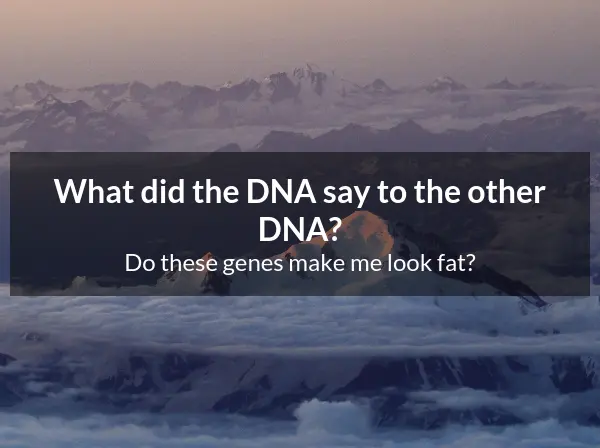 What did the DNA say to the other
DNA?
Do these genes make me look fat?